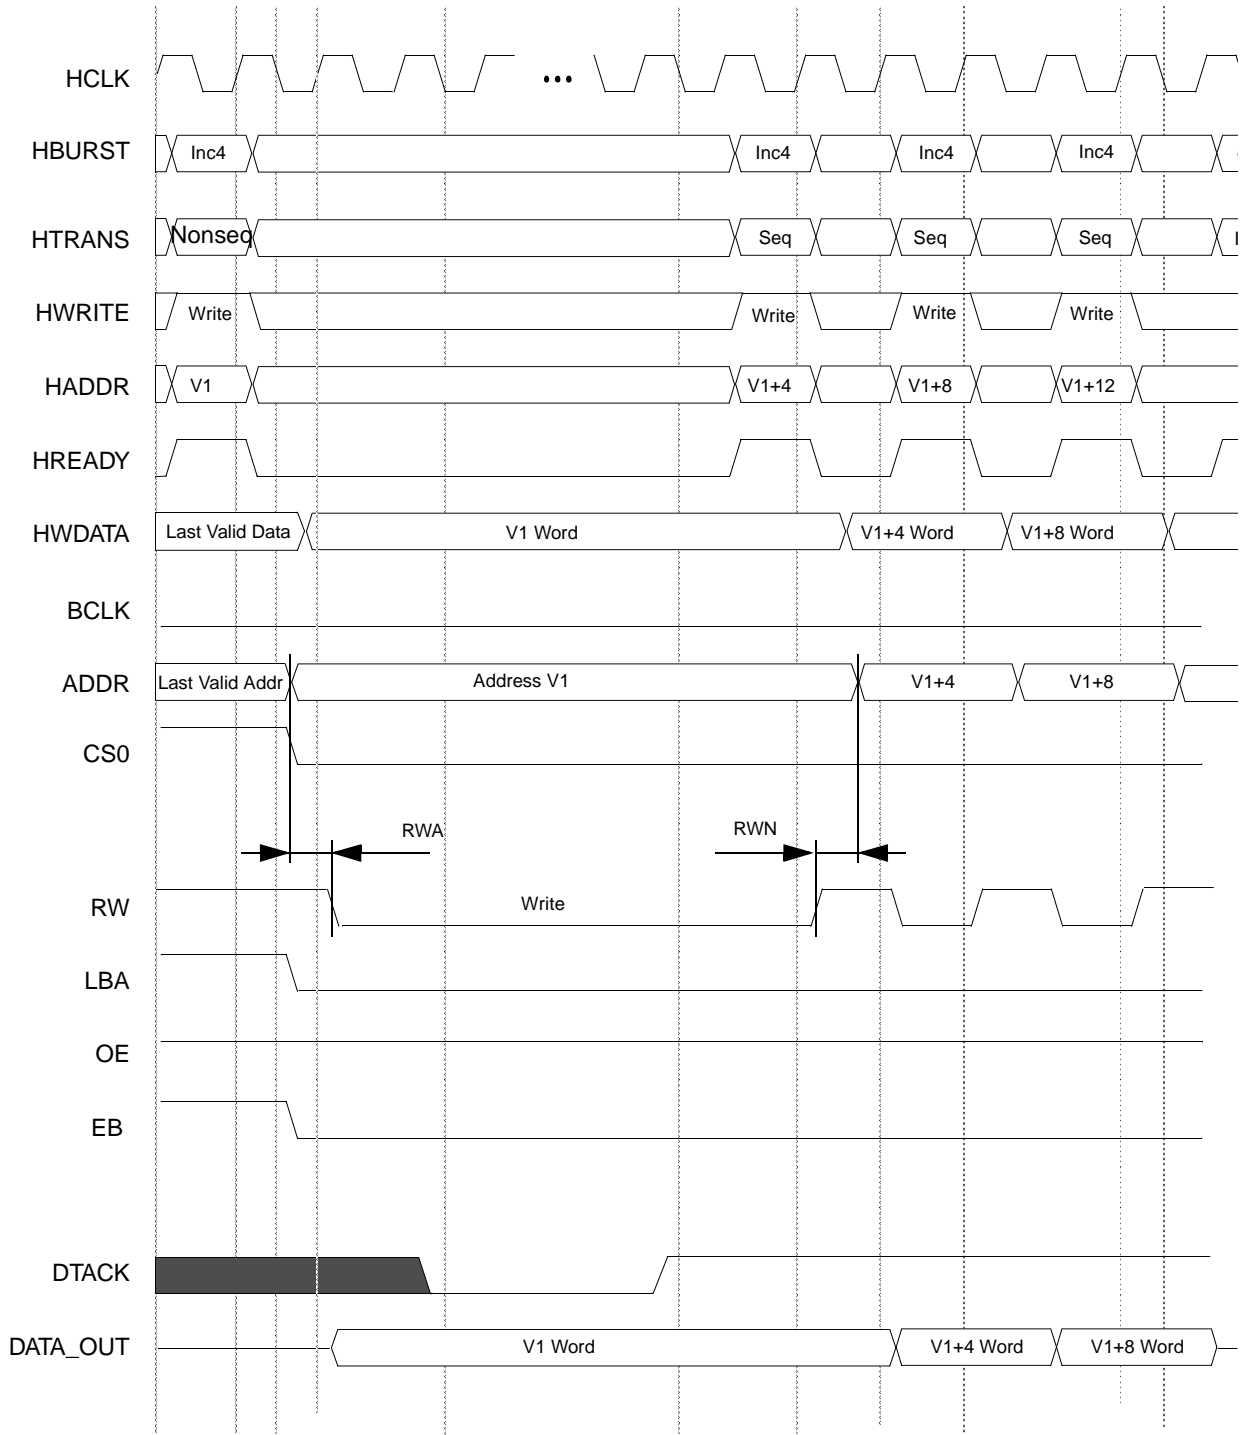 HCLK
HBURST Inc4 Inc4 Inc4 Inc4
HTRANS Nonseq Seq Seq Seq
HWRITE Write Write Write Write
HADDR V1 V1+4 V1+8 V1+12
HREADY
HWDATA Last Valid Data V1 Word V1+4 Word V1+8 Word
BCLK
ADDR Last Valid Addr Address V1 V1+4 V1+8
CS0
RWA RWN
RW Write
LBA
OE
EB
DTACK
DATA_OUT V1 Word V1+4 Word V1+8 Word